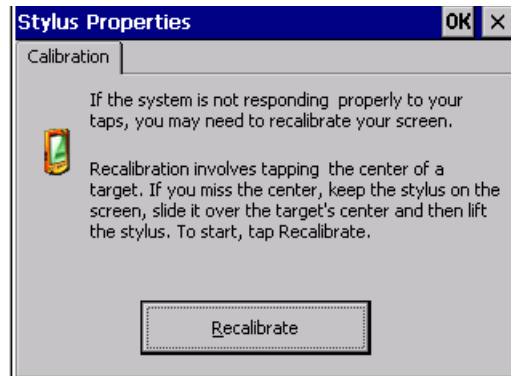 Stylus Properties OK ×
Calibration
If the system is not responding properly to your
taps, you may need to recalibrate your screen.
Recalibration involves tapping the center of a
target. If you miss the center, keep the stylus on the
screen, slide it over the target's center and then lift
the stylus. To start, tap Recalibrate.
Recalibrate